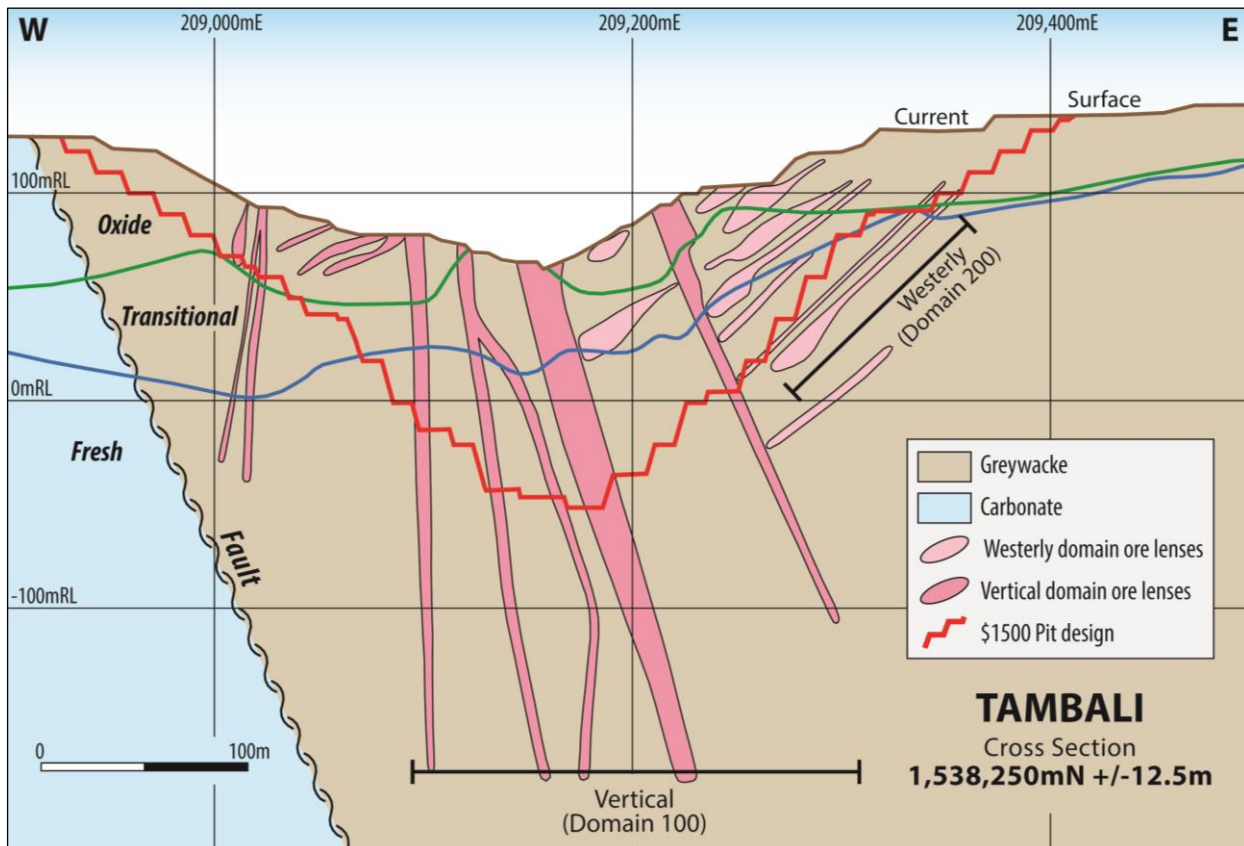 W
209,000mE
209,200mE
209,400mE
E
Current
Surface
100mRL
Oxide
Transitional
Westerly
(Domain 200)
0mRL
Fresh
Fault
Greywacke
Carbonate
Westerly domain ore lenses
Vertical domain ore lenses
$1500 Pit design
-100mRL
TAMBALI
Cross Section
1,538,250mN +/-12.5m
0
100m
Vertical
(Domain 100)